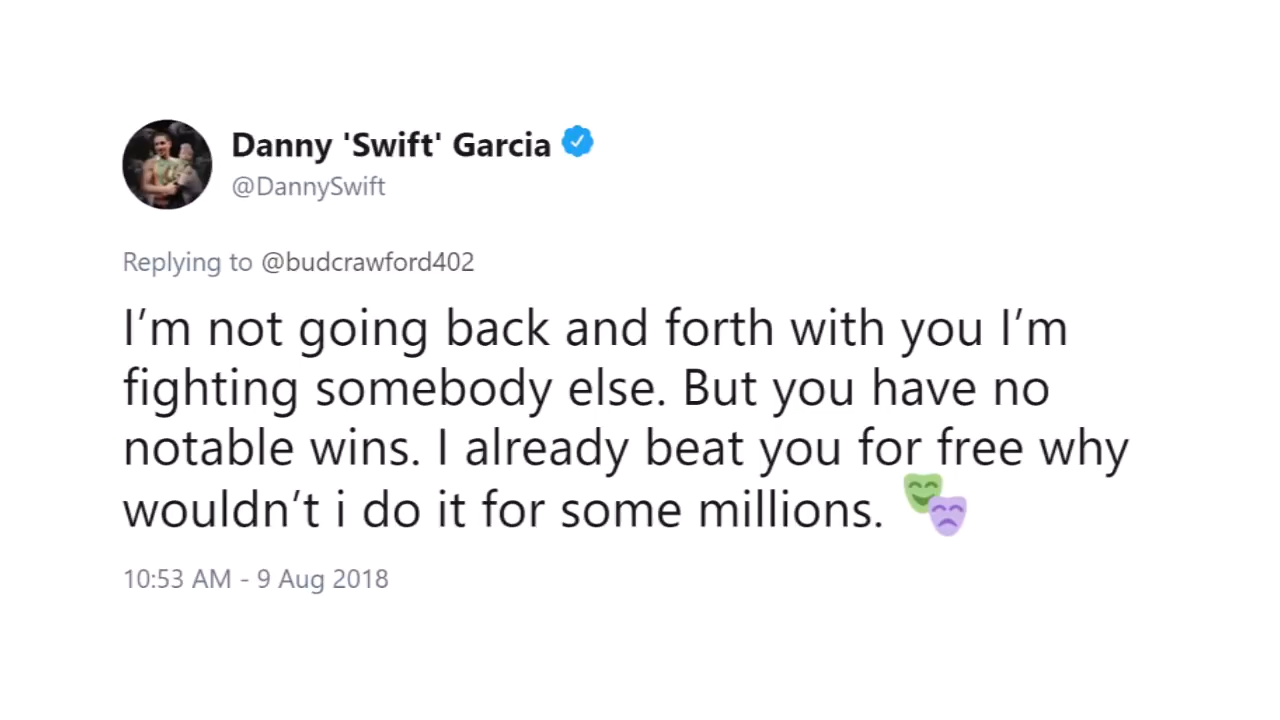 Danny 'Swift' Garcia
@DannySwift
Replying to @budcrawford402
I’m not going back and forth with you I’m
fighting somebody else. But you have no
notable wins. I already beat you for free why
wouldn’t i do it for some millions. 🎭
10:53 AM - 9 Aug 2018